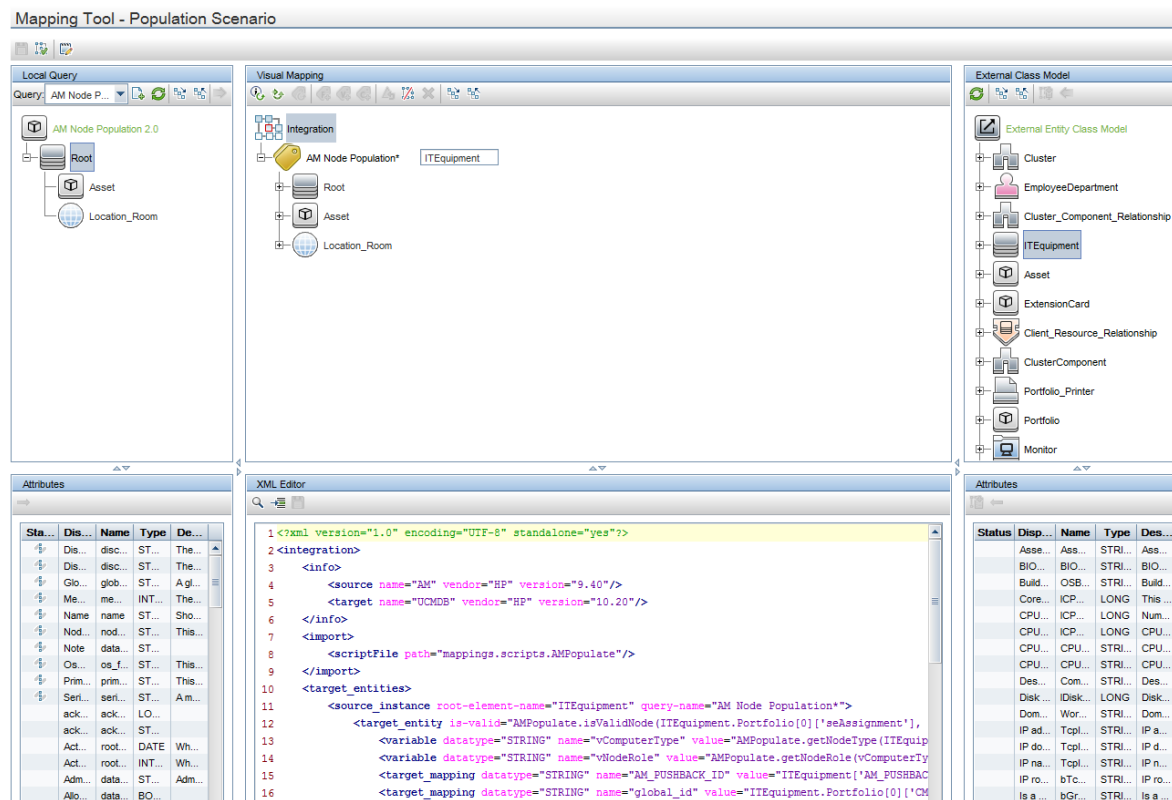 Mapping Tool - Population Scenario
Local Query
Query: AM Node P...
AM Node Population 2.0
Root
Asset
Location_Room
Visual Mapping
Integration
AM Node Population* ITEquipment
Root
Asset
Location_Room
External Class Model
External Entity Class Model
Cluster
EmployeeDepartment
Cluster_Component_Relationship
ITEquipment
Asset
ExtensionCard
Client_Resource_Relationship
ClusterComponent
Portfolio_Printer
Portfolio
Monitor
Attributes
Sta... Dis... Name Type De...
Dis... disc... ST... The...
Dis... disc... ST... The...
Glo... glob... ST... A gl...
Me... me... INT... The...
Name name ST... Sho...
Nod... nod... ST... This...
Note data... ST...
Os... os_f... ST... This...
Prim... prim... ST... This...
Seri... seri... ST... A m...
ack... ack... LO...
ack... ack... ST...
Act... root... DATE Wh...
Act... root... INT... Wh...
Adm... data... ST... Adm...
Allo... data... BO...
XML Editor
1 <?xml version="1.0" encoding="UTF-8" standalone="yes"?>
2 <integration>
3 <info>
4 <source name="AM" vendor="HP" version="9.40"/>
5 <target name="UCMDB" vendor="HP" version="10.20"/>
6 </info>
7 <import>
8 <scriptFile path="mappings.scripts.AMPopulate"/>
9 </import>
10 <target_entities>
11 <source_instance root-element-name="ITEquipment" query-name="AM Node Population*">
12 <target_entity is-valid="AMPopulate.isValidNode(ITEquipment.Portfolio[0]['seAssignment'],
13 <variable datatype="STRING" name="vComputerType" value="AMPopulate.getNodeType(ITEquip
14 <variable datatype="STRING" name="vNodeRole" value="AMPopulate.getNodeRole(vComputerTy
15 <target_mapping datatype="STRING" name="AM_PUSHBACK_ID" value="ITEquipment['AM_PUSHBAC
16 <target_mapping datatype="STRING" name="global_id" value="ITEquipment.Portfolio[0]['CM
Attributes
Status Disp... Name Type Des...
Asse... Ass... STRI... Ass...
BIO... BIO... STRI... BIO...
Build... OSB... STRI... Build...
Core... ICP... LONG This ...
CPU... ICP... LONG Num...
CPU... ICP... LONG CPU...
CPU... CPU... STRI... CPU...
CPU... CPU... STRI... CPU...
Des... Com... STRI... Des...
Disk ... lDisk... LONG Disk...
Dom... Wor... STRI... Dom...
IP ad... TcpI... STRI... IP a...
IP do... TcpI... STRI... IP d...
IP na... TcpI... STRI... IP n...
IP ro... bTc... STRI... IP ro...
Is a ... bGr... STRI... Is a ...